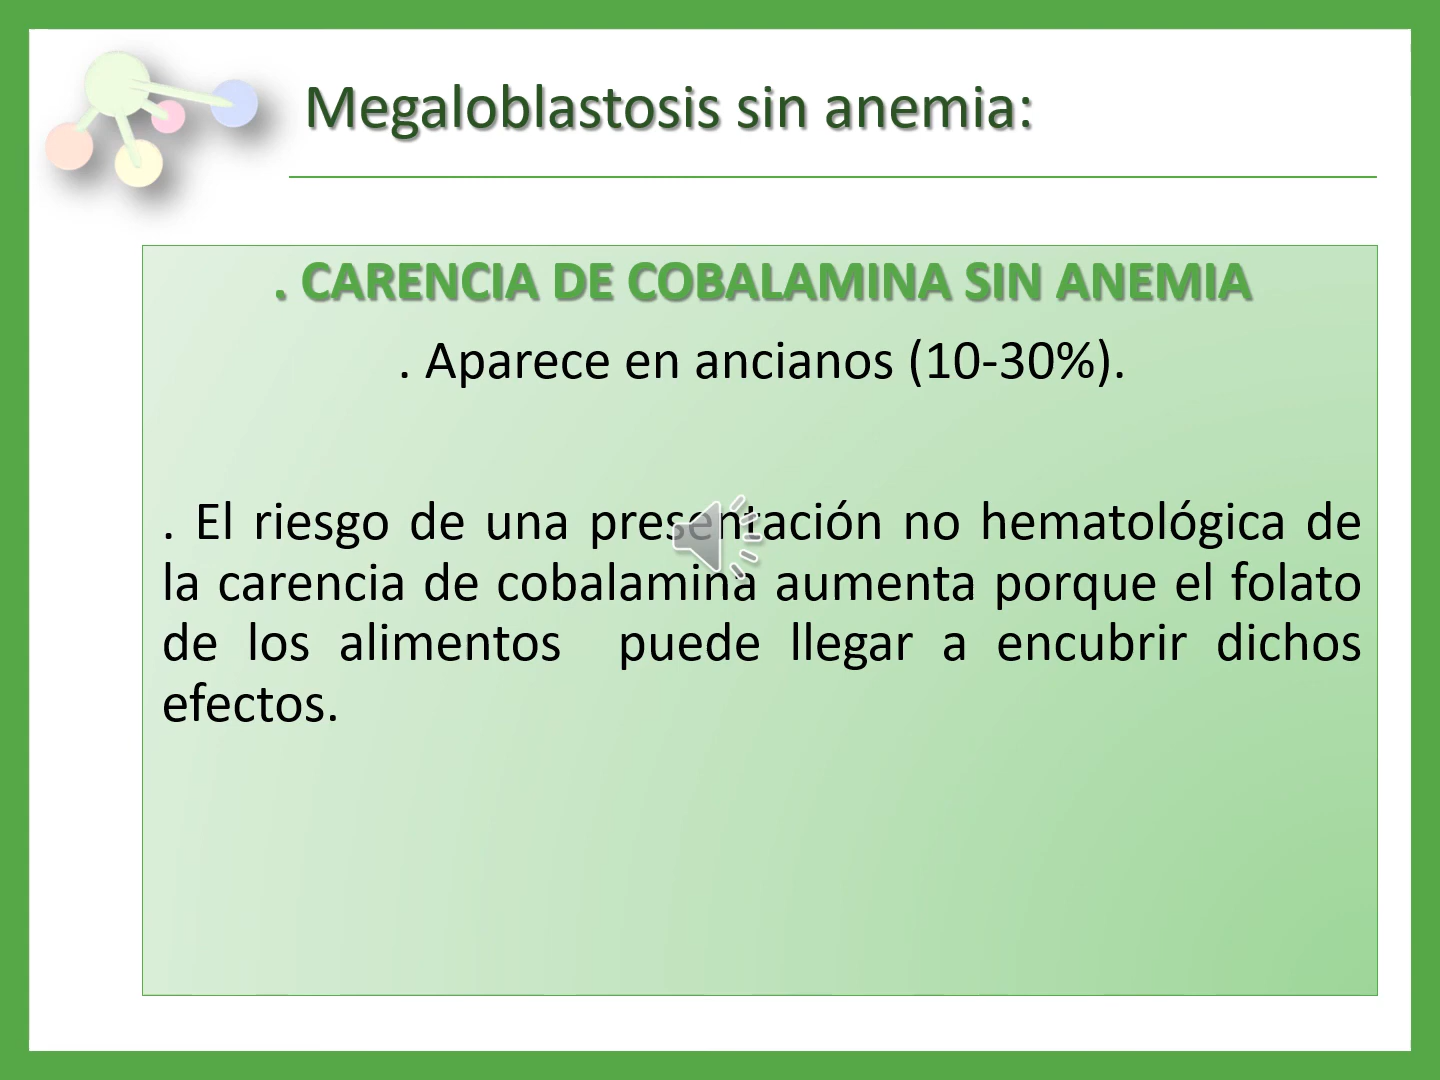 Megaloblastosis sin anemia:
. CARENCIA DE COBALAMINA SIN ANEMIA
. Aparece en ancianos (10-30%).
. El riesgo de una presentación no hematológica de
la carencia de cobalamina aumenta porque el folato
de los alimentos puede llegar a encubrir dichos
efectos.